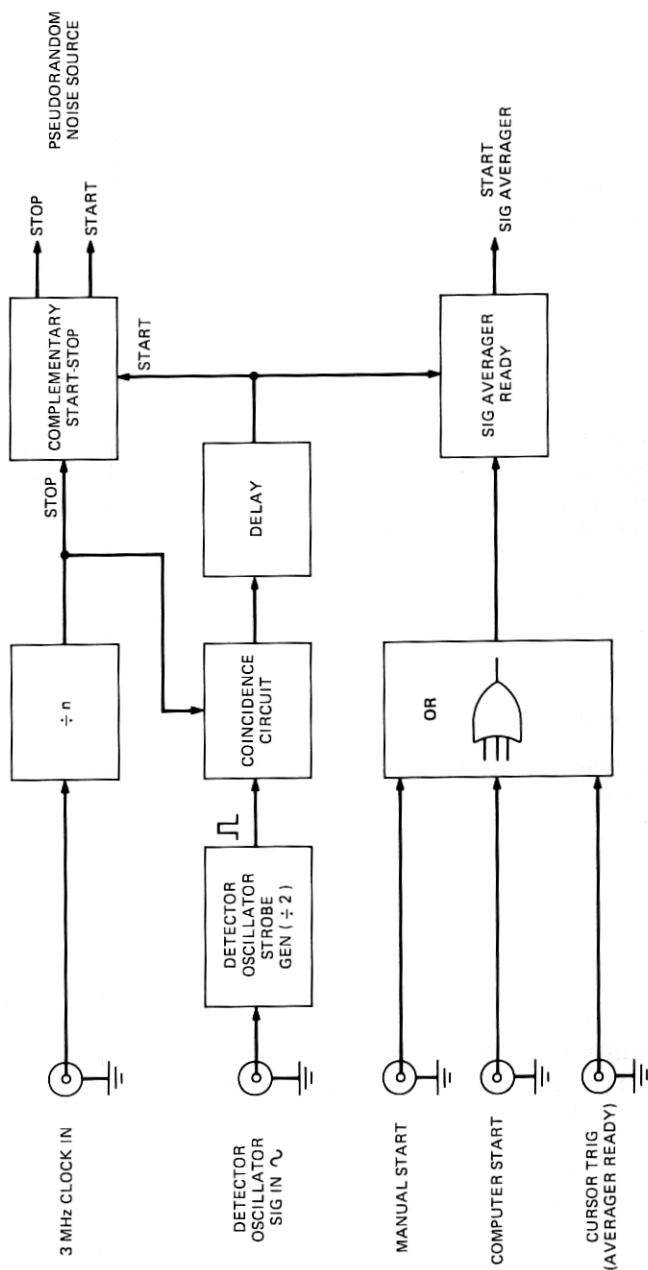 3 MHz CLOCK IN
÷ n
STOP
COMPLEMENTARY
START-STOP
STOP
START
PSEUDORANDOM
NOISE SOURCE
START
DETECTOR
OSCILLATOR
SIG IN ∿
DETECTOR
OSCILLATOR
STROBE
GEN (÷2)
COINCIDENCE
CIRCUIT
DELAY
MANUAL START
COMPUTER START
CURSOR TRIG
(AVERAGER READY)
OR
SIG AVERAGER
READY
START
SIG AVERAGER